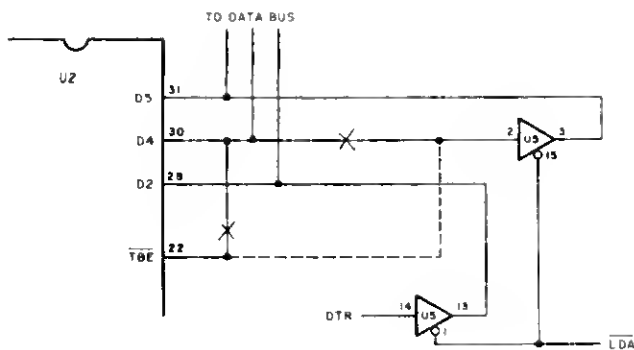 TO DATA BUS
U2
D5 31
D4 30
2 U5 3
15
D2 29
TBE 22
DTR 14 U5 13
1
LDA